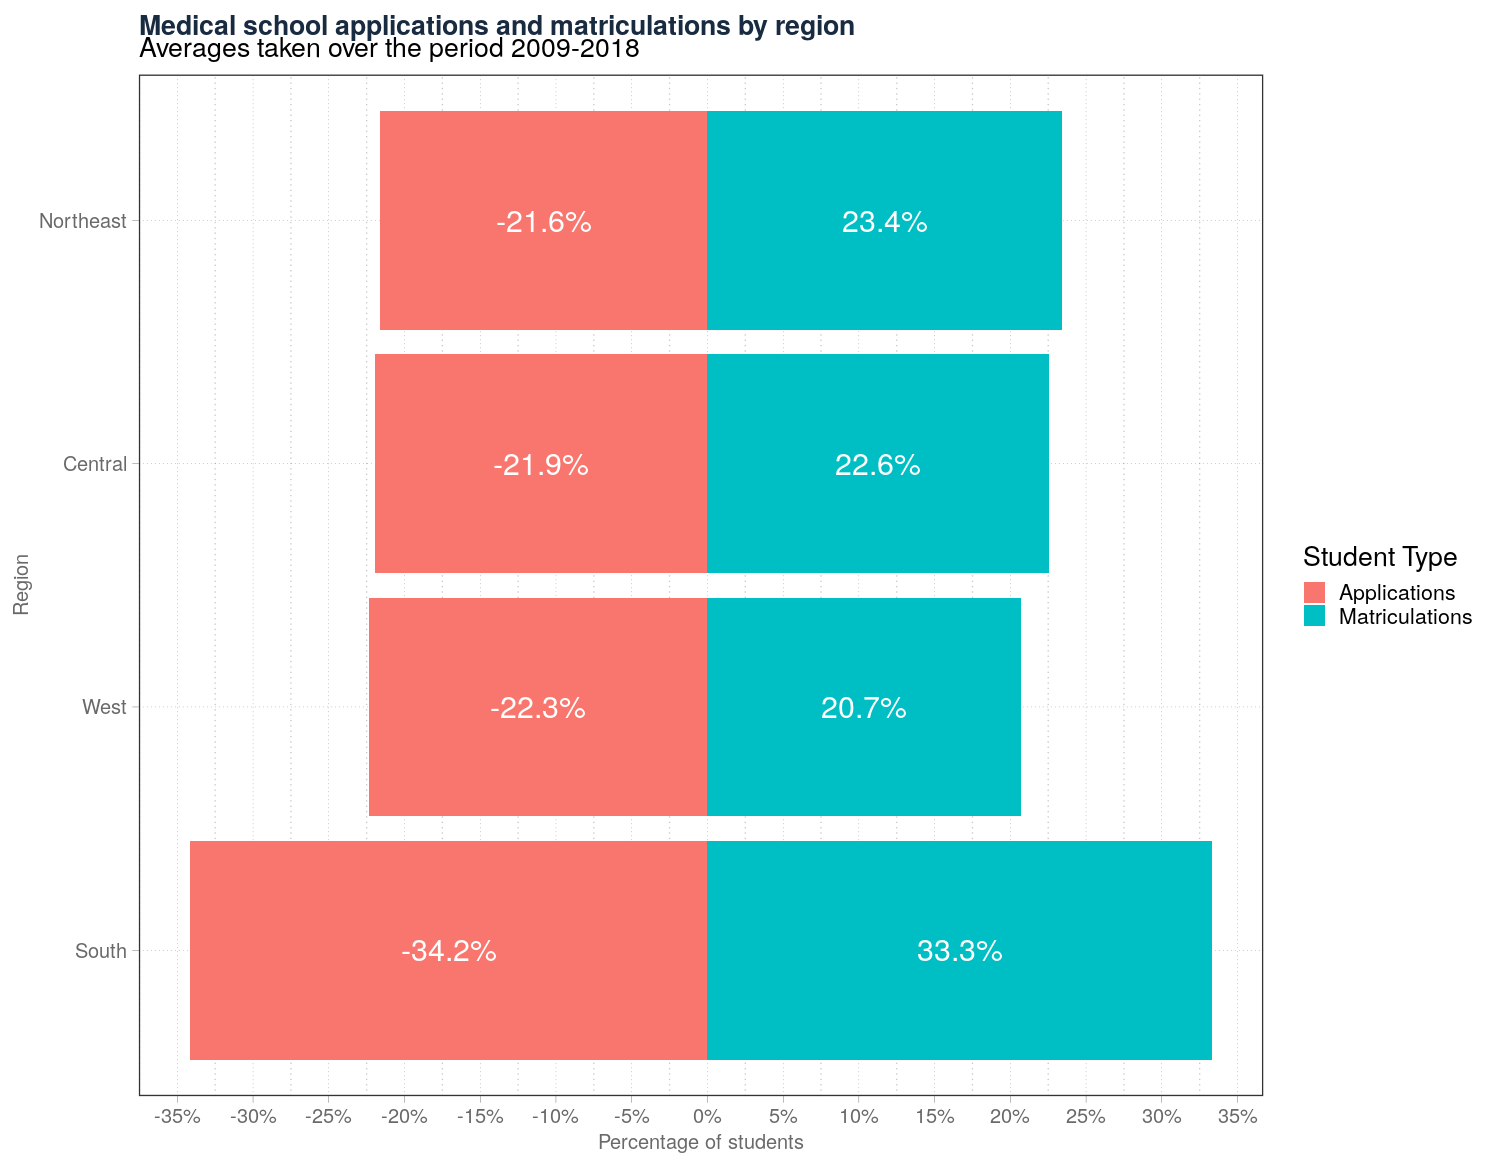 Medical school applications and matriculations by region
Averages taken over the period 2009-2018
Northeast
-21.6%
23.4%
Central
-21.9%
22.6%
West
-22.3%
20.7%
South
-34.2%
33.3%
Region
Student Type
Applications
Matriculations
-35% -30% -25% -20% -15% -10% -5% 0% 5% 10% 15% 20% 25% 30% 35%
Percentage of students